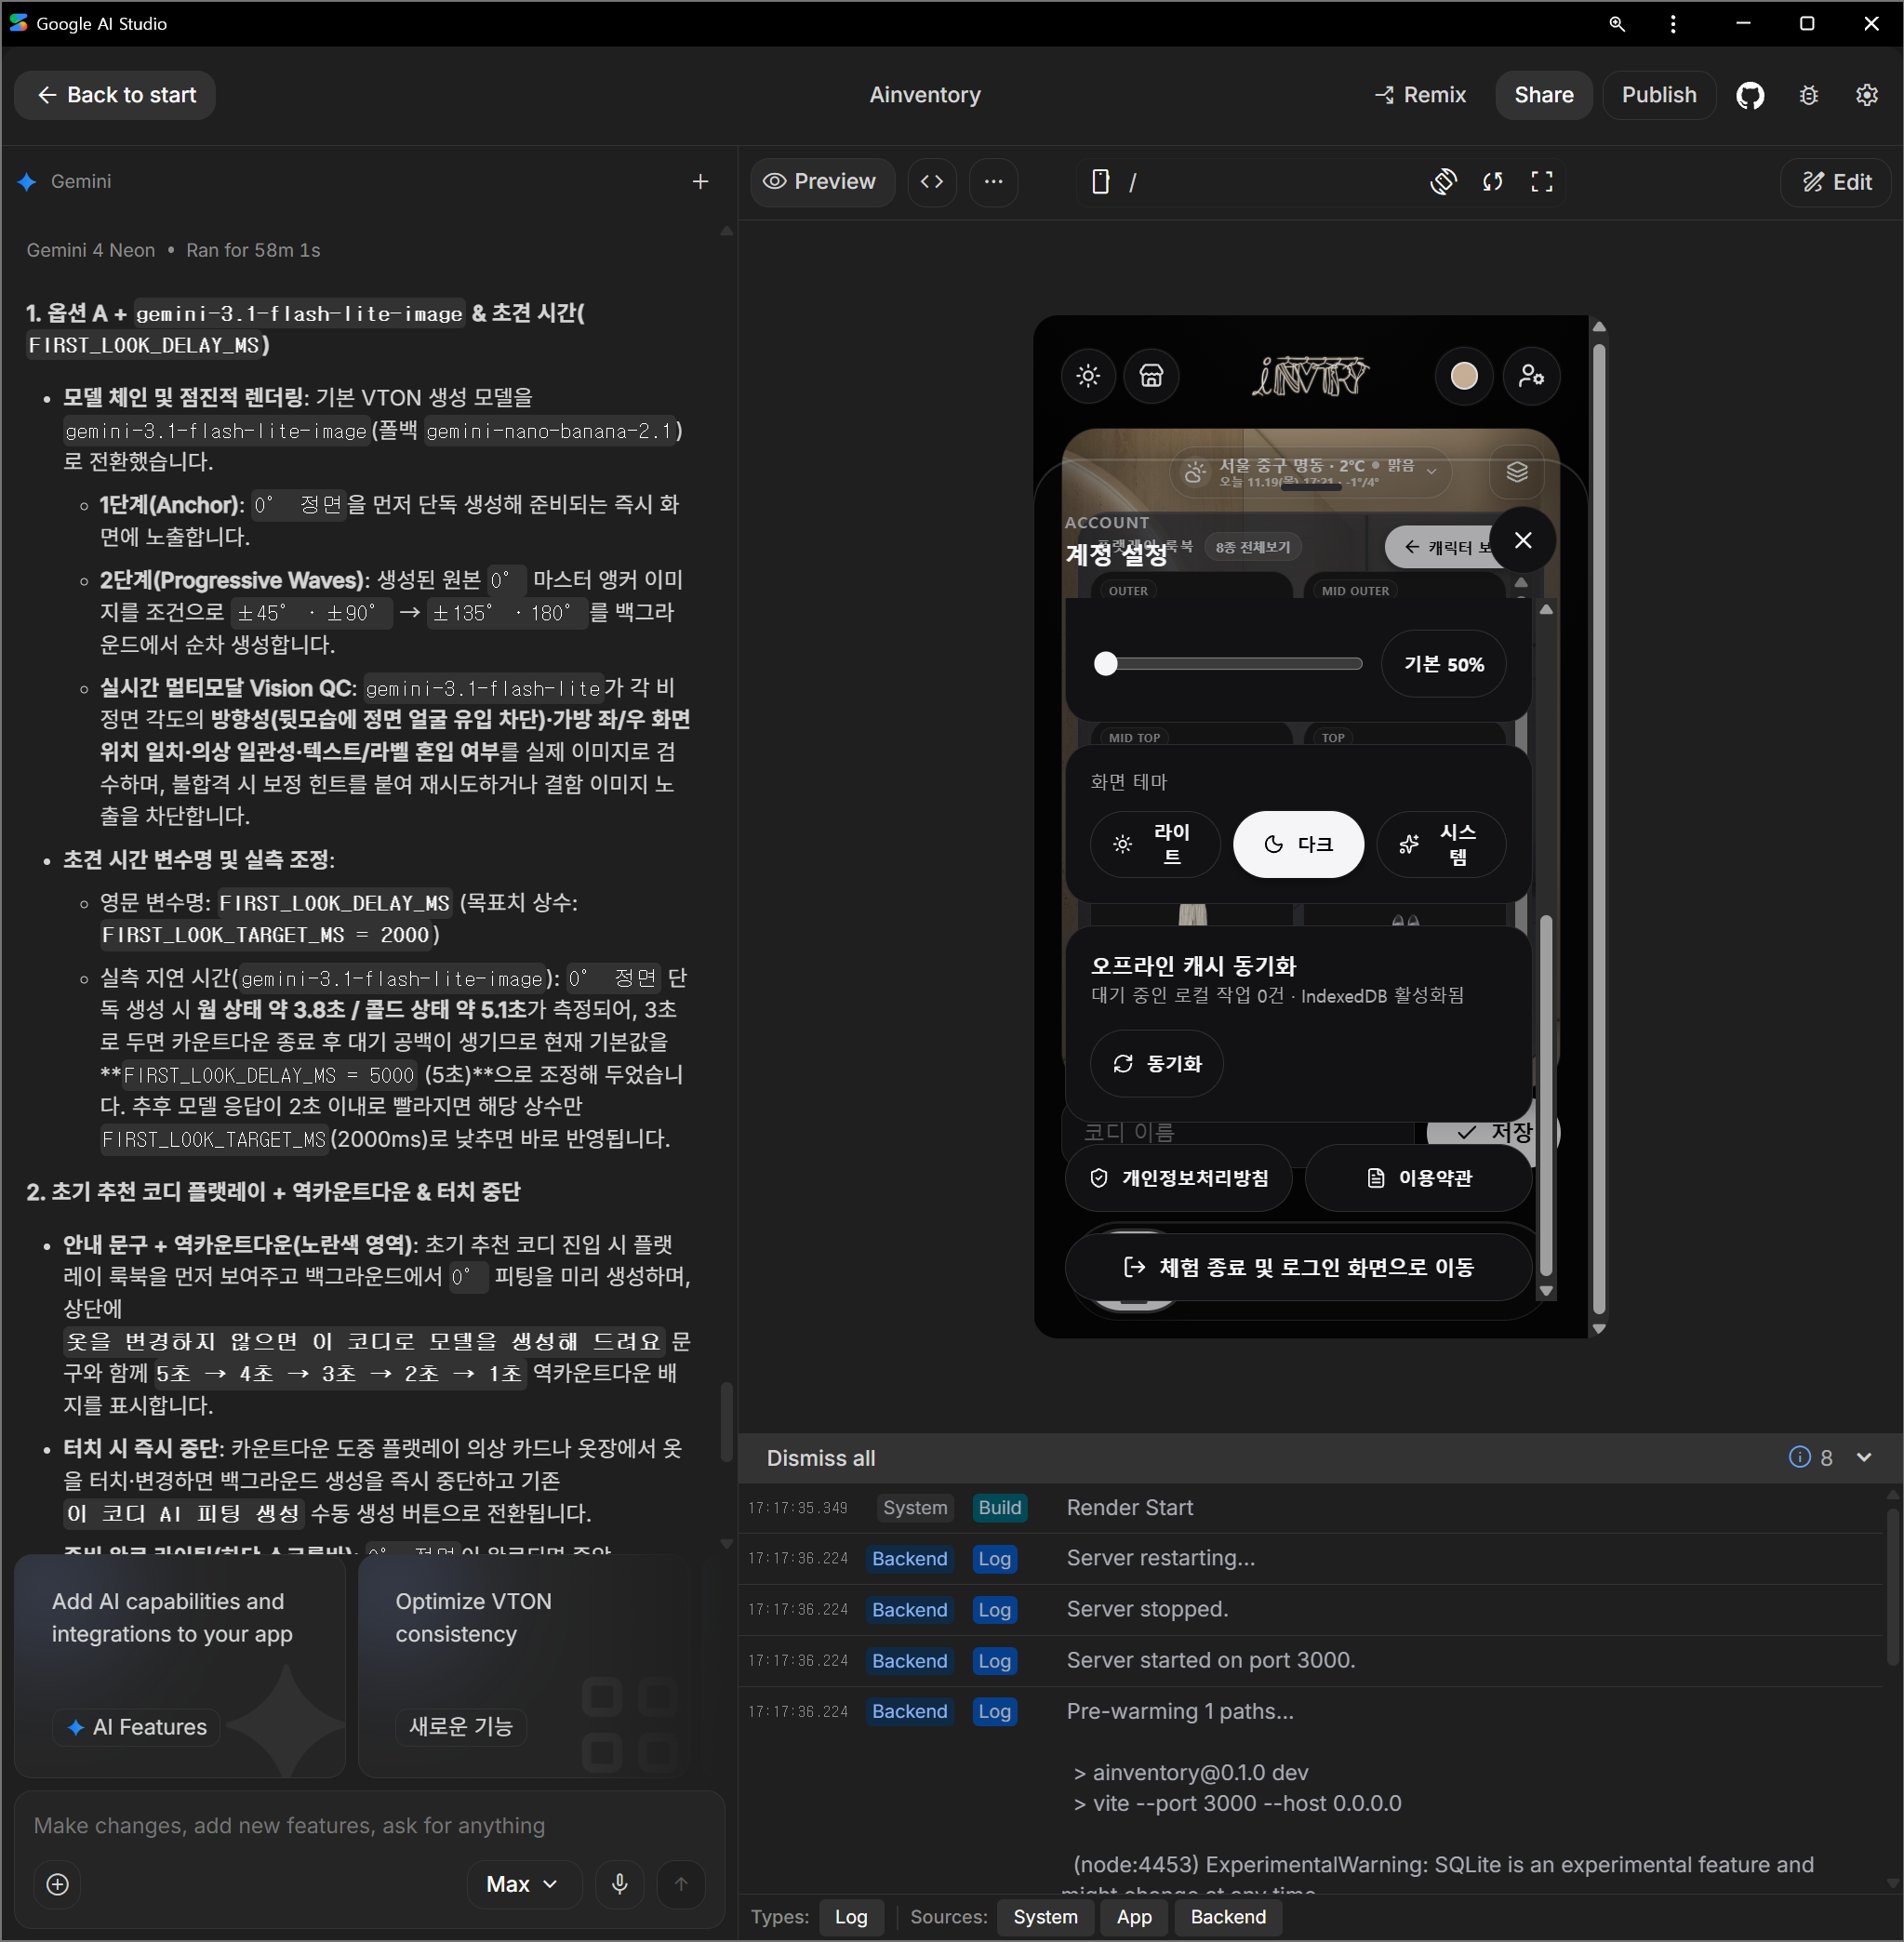 Google AI Studio
Back to start
Ainventory
Remix
Share
Publish
Gemini
Gemini 4 Neon • Ran for 58m 1s
1. 옵션 A + gemini-3.1-flash-lite-image & 초견 시간(
FIRST_LOOK_DELAY_MS)
• 모델 체인 및 점진적 렌더링: 기본 VTON 생성 모델을
gemini-3.1-flash-lite-image(폴백 gemini-nano-banana-2.1)
로 전환했습니다.
◦ 1단계(Anchor): 0° 정면을 먼저 단독 생성해 준비되는 즉시 화
면에 노출합니다.
◦ 2단계(Progressive Waves): 생성된 원본 0° 마스터 앵커 이미
지를 조건으로 ±45° · ±90° → ±135° · 180° 를 백그라
운드에서 순차 생성합니다.
◦ 실시간 멀티모달 Vision QC: gemini-3.1-flash-lite가 각 비
정면 각도의 방향성(뒷모습에 정면 얼굴 유입 차단)·가방 좌/우 화면
위치 일치·의상 일관성·텍스트/라벨 혼입 여부를 실제 이미지로 검
수하며, 불합격 시 보정 힌트를 붙여 재시도하거나 결함 이미지 노
출을 차단합니다.
• 초견 시간 변수명 및 실측 조정:
◦ 영문 변수명: FIRST_LOOK_DELAY_MS (목표치 상수:
FIRST_LOOK_TARGET_MS = 2000)
◦ 실측 지연 시간(gemini-3.1-flash-lite-image): 0° 정면 단
독 생성 시 웜 상태 약 3.8초 / 콜드 상태 약 5.1초가 측정되어, 3초
로 두면 카운트다운 종료 후 대기 공백이 생기므로 현재 기본값을
**FIRST_LOOK_DELAY_MS = 5000 (5초)**으로 조정해 두었습니
다. 추후 모델 응답이 2초 이내로 빨라지면 해당 상수만
FIRST_LOOK_TARGET_MS(2000ms)로 낮추면 바로 반영됩니다.
2. 초기 추천 코디 플랫레이 + 역카운트다운 & 터치 중단
• 안내 문구 + 역카운트다운(노란색 영역): 초기 추천 코디 진입 시 플랫
레이 룩북을 먼저 보여주고 백그라운드에서 0° 피팅을 미리 생성하며,
상단에
옷을 변경하지 않으면 이 코디로 모델을 생성해 드려요 문
구와 함께 5초 → 4초 → 3초 → 2초 → 1초 역카운트다운 배
지를 표시합니다.
• 터치 시 즉시 중단: 카운트다운 도중 플랫레이 의상 카드나 옷장에서 옷
을 터치·변경하면 백그라운드 생성을 즉시 중단하고 기존
이 코디 AI 피팅 생성 수동 생성 버튼으로 전환됩니다.
Add AI capabilities and
integrations to your app
AI Features
Optimize VTON
consistency
새로운 기능
Make changes, add new features, ask for anything
Max
Preview
/
Edit
iNVTRY
서울 중구 명동 · 2°C 맑음
오늘 11.19(목) 17:21 · -1°/4°
ACCOUNT
계정 설정
플랫레이 룩북
8종 전체보기
캐릭터 보
OUTER
MID OUTER
기본 50%
MID TOP
TOP
화면 테마
라이
트
다크
시스
템
오프라인 캐시 동기화
대기 중인 로컬 작업 0건 · IndexedDB 활성화됨
동기화
코디 이름
저장
개인정보처리방침
이용약관
체험 종료 및 로그인 화면으로 이동
Dismiss all
8
17:17:35.349 System Build Render Start
17:17:36.224 Backend Log Server restarting...
17:17:36.224 Backend Log Server stopped.
17:17:36.224 Backend Log Server started on port 3000.
17:17:36.224 Backend Log Pre-warming 1 paths...
> ainventory@0.1.0 dev
> vite --port 3000 --host 0.0.0.0
(node:4453) ExperimentalWarning: SQLite is an experimental feature and
might change at any time
Types: Log Sources: System App Backend